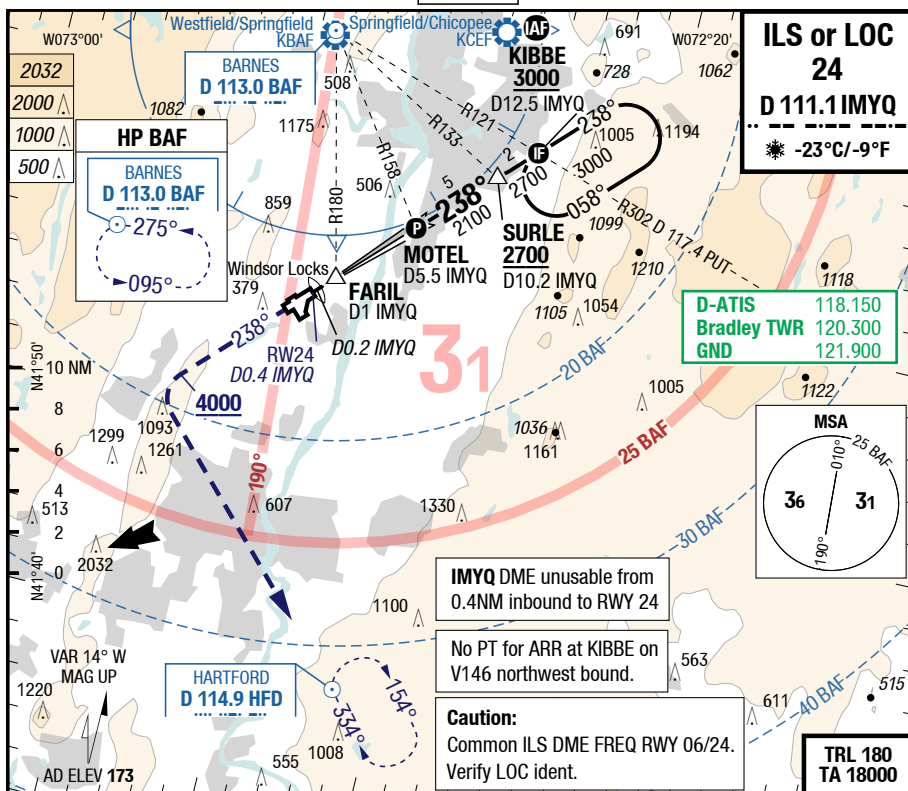 ILS or LOC
24
D 111.1 IMYQ
-23°C/-9°F
W073°00'
Westfield/Springfield
KBAF
Springfield/Chicopee
KCEF
IAF
KIBBE
3000
D12.5 IMYQ
691
W072°20'
728
1062
2032
2000
1000
500
1082
BARNES
D 113.0 BAF
508
1175
HP BAF
BARNES
D 113.0 BAF
275°
095°
R121
R133
R158
R180
238°
1005
1194
2
IF
3000
2700
058°
5
506
238°
2100
859
P
MOTEL
D5.5 IMYQ
SURLE
2700
D10.2 IMYQ
1099
R302 D 117.4 PUT
1210
1118
Windsor Locks
379
FARIL
D1 IMYQ
1105
1054
D-ATIS 118.150
Bradley TWR 120.300
GND 121.900
238°
D0.2 IMYQ
RW24
D0.4 IMYQ
31
20 BAF
N41°50'
10 NM
8
6
4
2
0
N41°40'
4000
1093
1299
1261
1005
1122
1036
1161
25 BAF
190°
MSA
25 BAF
010°
36
31
190°
513
607
1330
2032
30 BAF
IMYQ DME unusable from
0.4NM inbound to RWY 24
1100
No PT for ARR at KIBBE on
V146 northwest bound.
563
VAR 14° W
MAG UP
HARTFORD
D 114.9 HFD
154°
334°
1220
40 BAF
515
611
Caution:
Common ILS DME FREQ RWY 06/24.
Verify LOC ident.
1008
555
AD ELEV 173
TRL 180
TA 18000